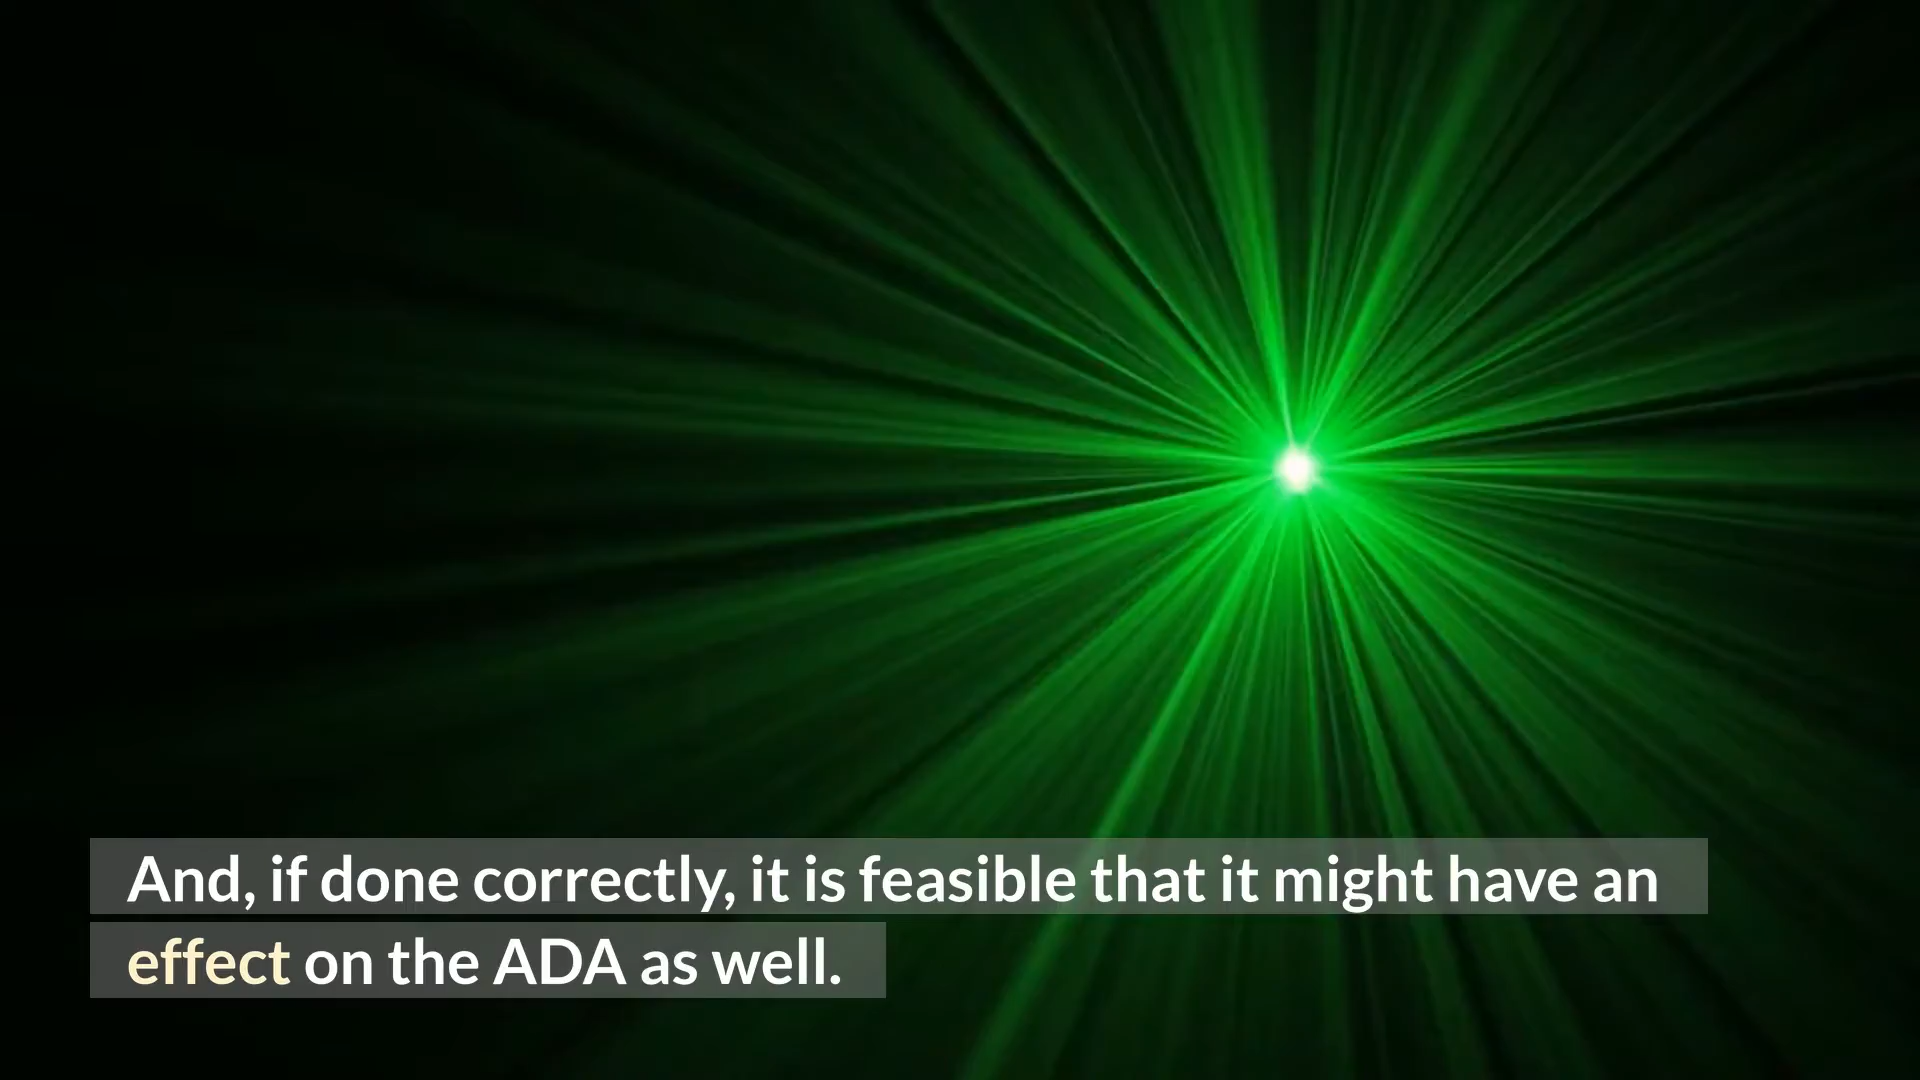 And, if done correctly, it is feasible that it might have an
effect on the ADA as well.